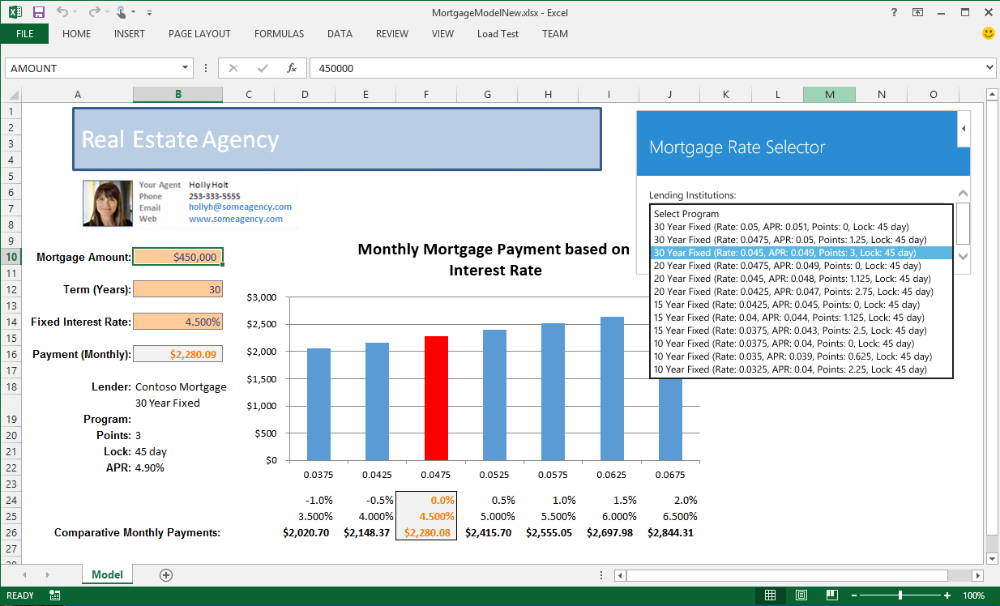 MortgageModelNew.xlsx - Excel
?
FILE HOME INSERT PAGE LAYOUT FORMULAS DATA REVIEW VIEW Load Test TEAM
AMOUNT fx 450000
A B C D E F G H I J K L M N O
1
2
3
4
5
6
7
8
9
10
11
12
13
14
15
16
17
18
19
20
21
22
23
24
25
26
27
28
Real Estate Agency
Your Agent Holly Holt
Phone 253-333-5555
Email hollyh@someagency.com
Web www.someagency.com
Mortgage Amount: $450,000
Term (Years): 30
Fixed Interest Rate: 4.500%
Payment (Monthly): $2,280.09
Lender: Contoso Mortgage
30 Year Fixed
Program:
Points: 3
Lock: 45 day
APR: 4.90%
Monthly Mortgage Payment based on
Interest Rate
$3,000
$2,500
$2,000
$1,500
$1,000
$500
$0
0.0375 0.0425 0.0475 0.0525 0.0575 0.0625 0.0675
-1.0% -0.5% 0.0% 0.5% 1.0% 1.5% 2.0%
3.500% 4.000% 4.500% 5.000% 5.500% 6.000% 6.500%
Comparative Monthly Payments: $2,020.70 $2,148.37 $2,280.08 $2,415.70 $2,555.05 $2,697.98 $2,844.31
Mortgage Rate Selector
Lending Institutions:
Select Program
30 Year Fixed (Rate: 0.05, APR: 0.051, Points: 0, Lock: 45 day)
30 Year Fixed (Rate: 0.0475, APR: 0.05, Points: 1.25, Lock: 45 day)
30 Year Fixed (Rate: 0.045, APR: 0.049, Points: 3, Lock: 45 day)
20 Year Fixed (Rate: 0.0475, APR: 0.049, Points: 0, Lock: 45 day)
20 Year Fixed (Rate: 0.045, APR: 0.048, Points: 1.125, Lock: 45 day)
20 Year Fixed (Rate: 0.0425, APR: 0.047, Points: 2.75, Lock: 45 day)
15 Year Fixed (Rate: 0.0425, APR: 0.045, Points: 0, Lock: 45 day)
15 Year Fixed (Rate: 0.04, APR: 0.044, Points: 1.125, Lock: 45 day)
15 Year Fixed (Rate: 0.0375, APR: 0.043, Points: 2.5, Lock: 45 day)
10 Year Fixed (Rate: 0.0375, APR: 0.04, Points: 0, Lock: 45 day)
10 Year Fixed (Rate: 0.035, APR: 0.039, Points: 0.625, Lock: 45 day)
10 Year Fixed (Rate: 0.0325, APR: 0.04, Points: 2.25, Lock: 45 day)
Model
READY 100%